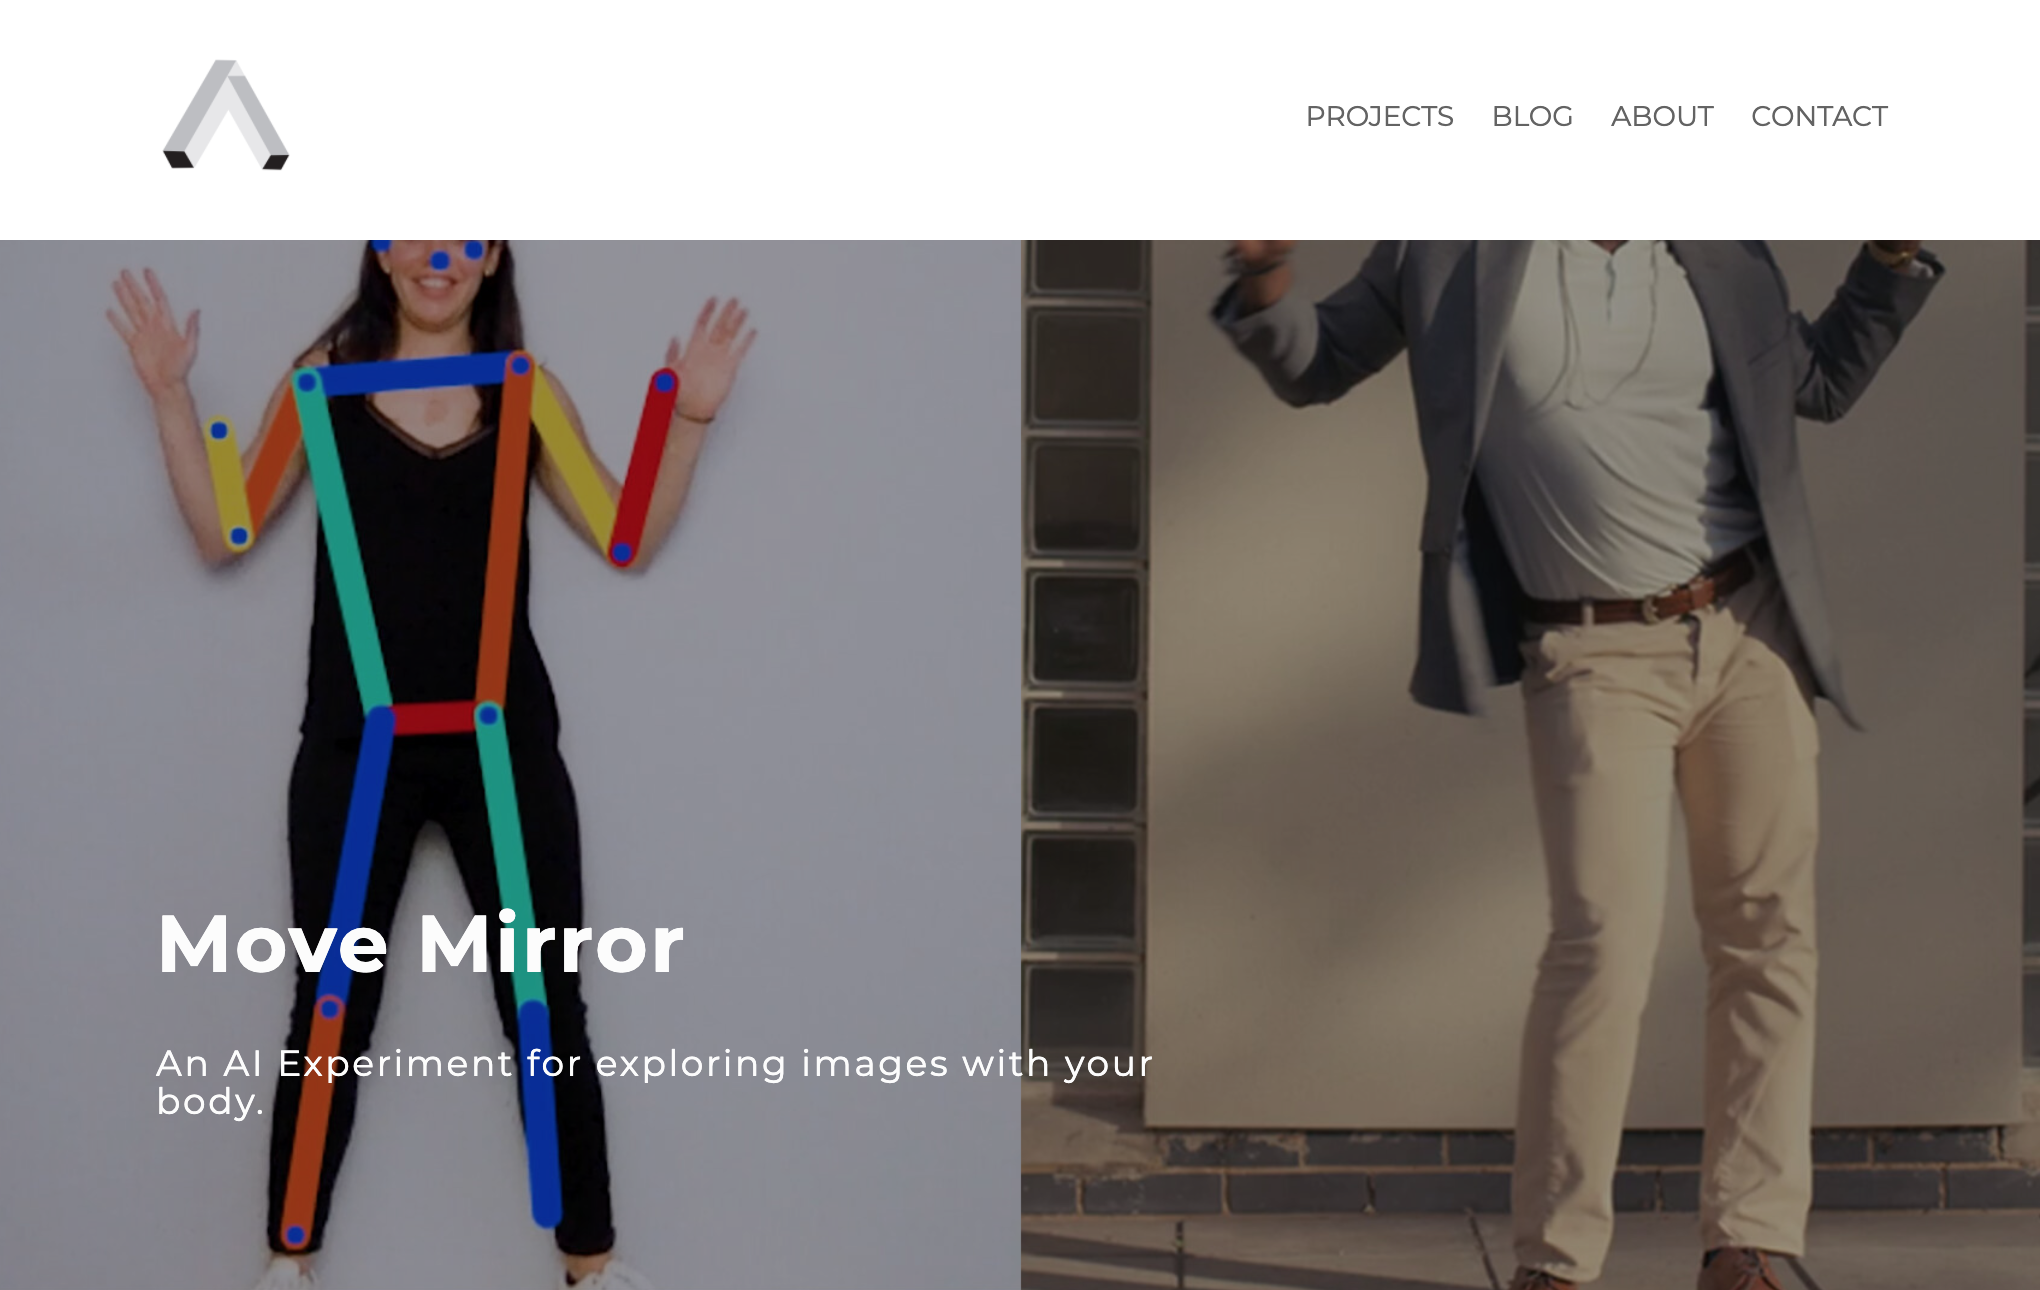 PROJECTS BLOG ABOUT CONTACT
Move Mirror
An AI Experiment for exploring images with your
body.